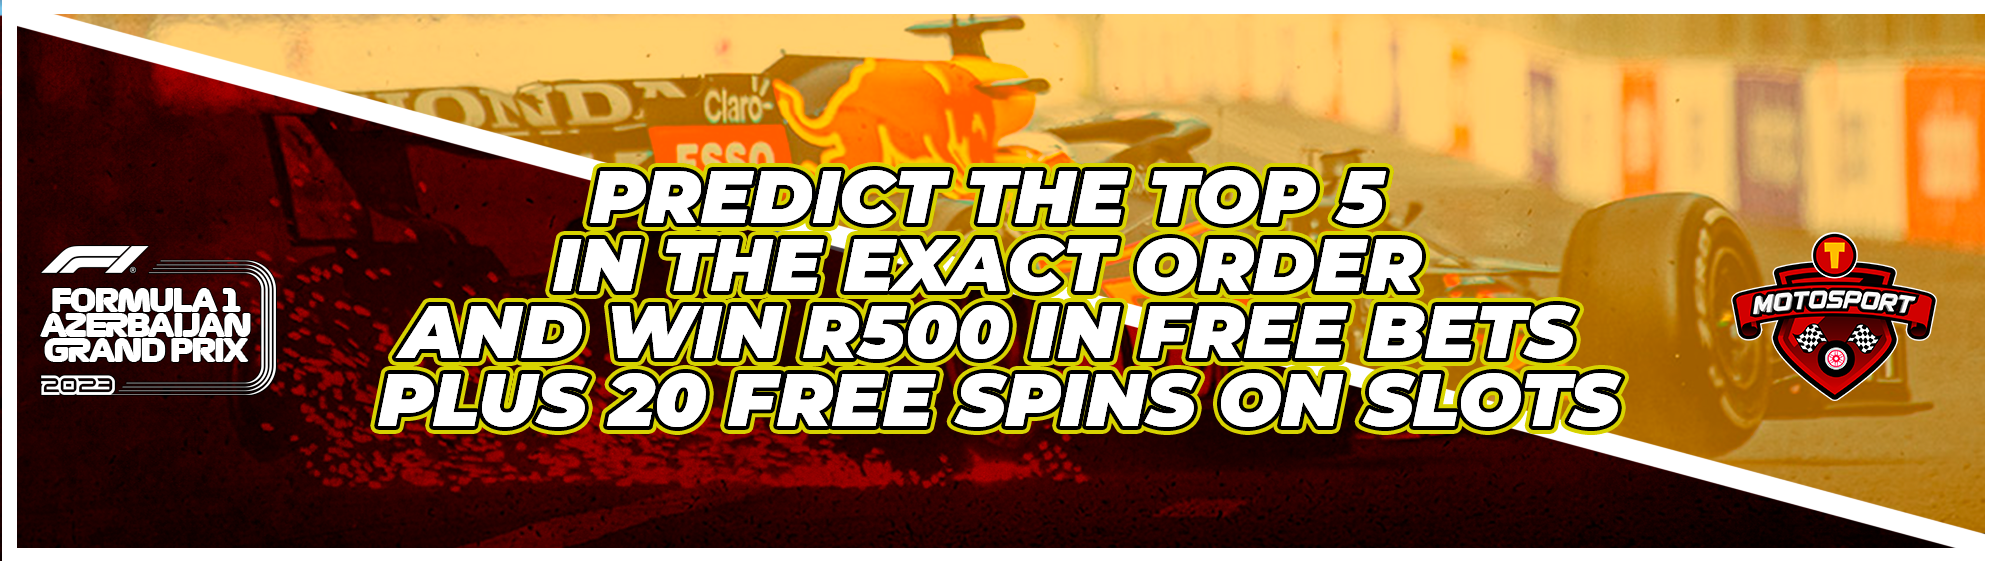 HONDA
Claro-
ESSO
PREDICT THE TOP 5
IN THE EXACT ORDER
AND WIN R500 IN FREE BETS
PLUS 20 FREE SPINS ON SLOTS
F1
FORMULA 1
AZERBAIJAN
GRAND PRIX
2023
T
MOTOSPORT